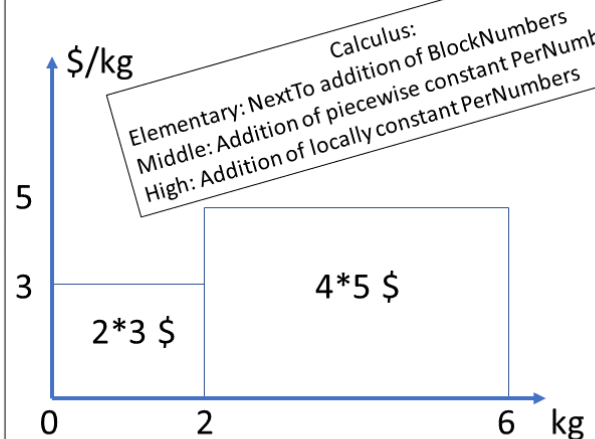 $/kg
Calculus:
Elementary: NextTo addition of BlockNumbers
Middle: Addition of piecewise constant PerNumb
High: Addition of locally constant PerNumbers
5
3
4*5 $
2*3 $
0 2 6 kg